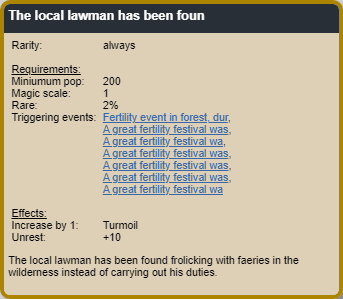 The local lawman has been foun
Rarity: always
Requirements:
Miniumum pop: 200
Magic scale: 1
Rare: 2%
Triggering events: Fertility event in forest, dur,
A great fertility festival was,
A great fertility festival wa,
A great fertility festival was,
A great fertility festival was,
A great fertility festival was,
A great fertility festival wa
Effects:
Increase by 1: Turmoil
Unrest: +10
The local lawman has been found frolicking with faeries in the
wilderness instead of carrying out his duties.